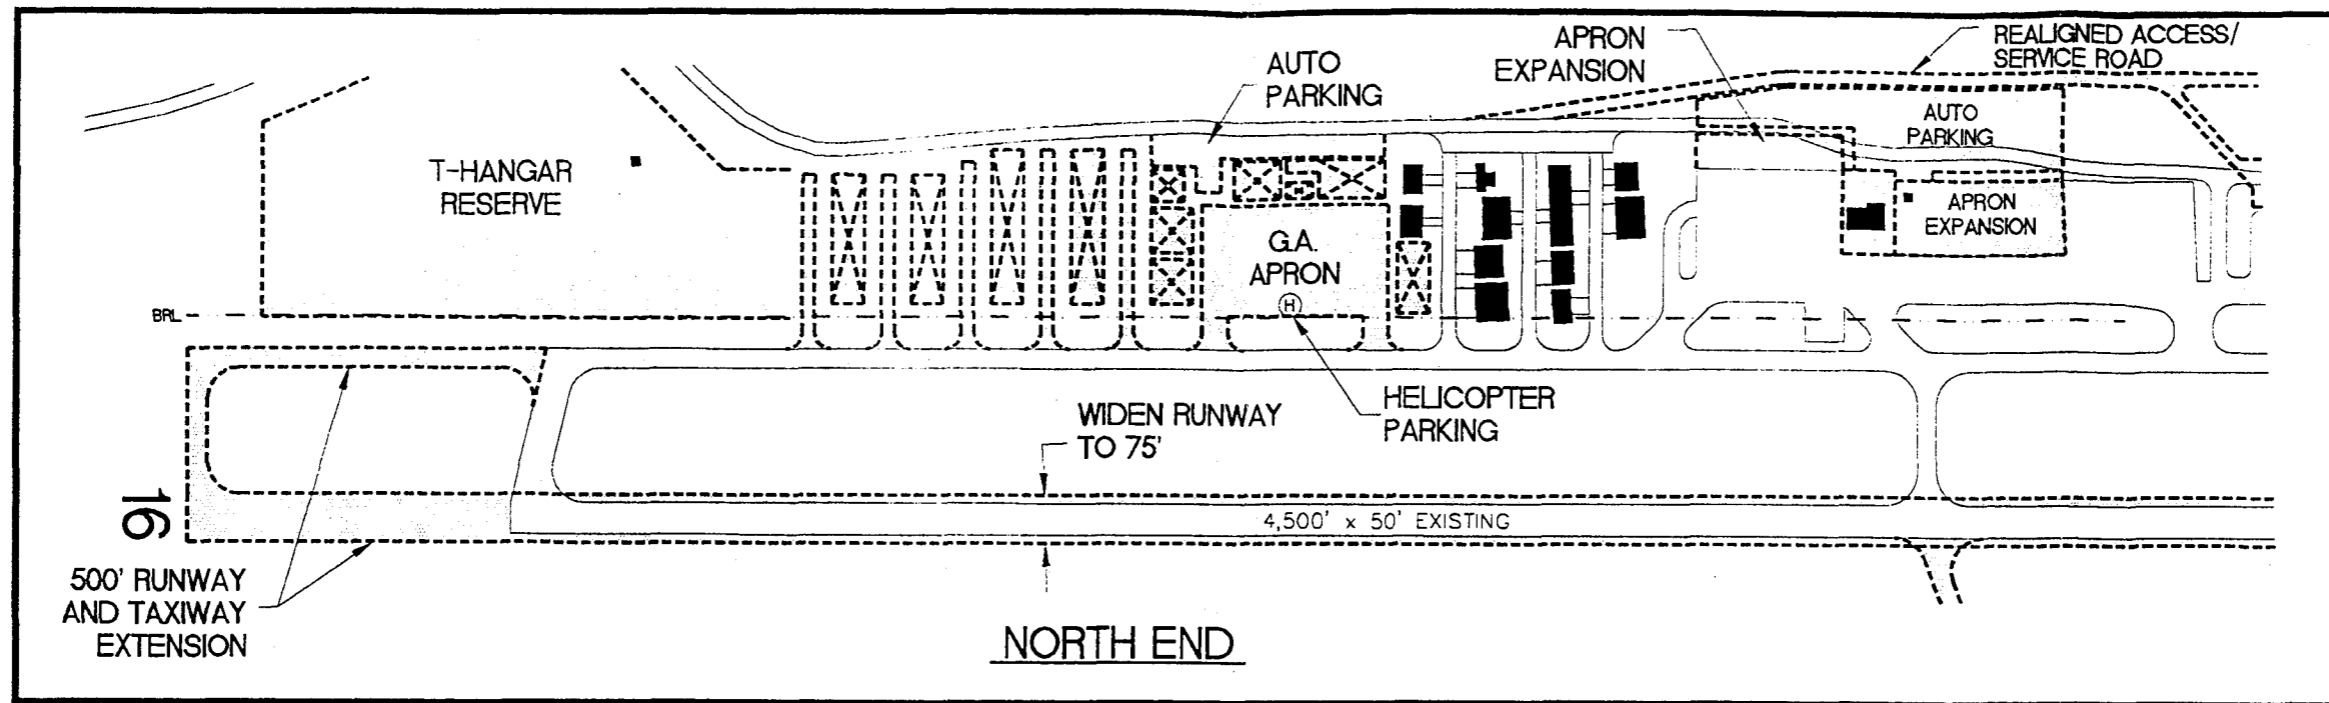 APRON
EXPANSION
REALIGNED ACCESS/
SERVICE ROAD
AUTO
PARKING
AUTO
PARKING
T-HANGAR
RESERVE
APRON
EXPANSION
G.A.
APRON
H
BRL
WIDEN RUNWAY
TO 75'
HELICOPTER
PARKING
16
4,500' x 50' EXISTING
500' RUNWAY
AND TAXIWAY
EXTENSION
NORTH END